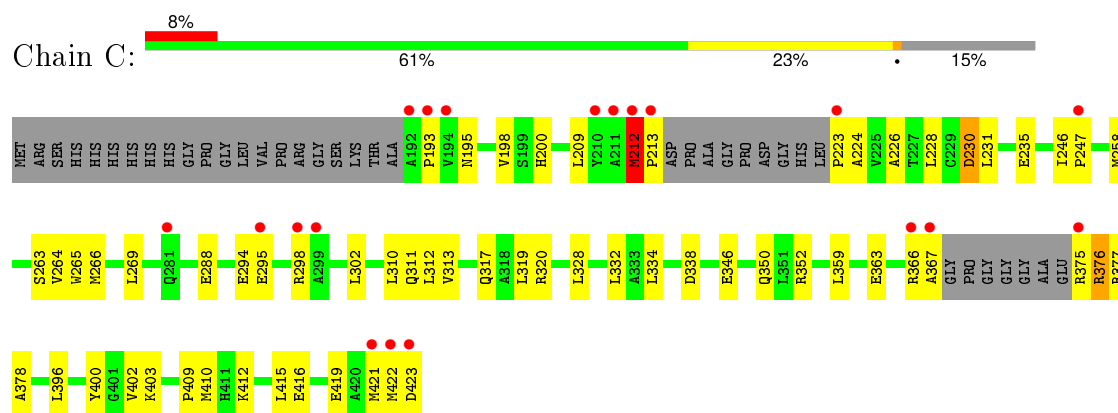 8%
Chain C:
61% 23% • 15%
MET ARG SER HIS HIS HIS HIS HIS HIS GLY PRO GLY LEU VAL PRO ARG GLY SER LYS THR ALA A192 P193 V194 N195 V198 S199 H200 L209 Y210 A211 M212 P213 ASP PRO ALA GLY PRO ASP GLY HIS LEU P223 A224 V225 A226 T227 L228 C229 D230 L231 E235 I246 P247 M258
S263 V264 W265 M266 L269 Q281 E288 E294 E295 R298 A299 L302 L310 Q311 L312 V313 Q317 A318 L319 R320 L328 L332 A333 L334 D338 E346 Q350 L351 R352 L359 E363 R366 A367 GLY PRO GLY GLY GLY ALA GLU R375 R376 R377
A378 L396 Y400 G401 V402 K403 P409 M410 H411 K412 L415 E416 E419 A420 M421 M422 D423